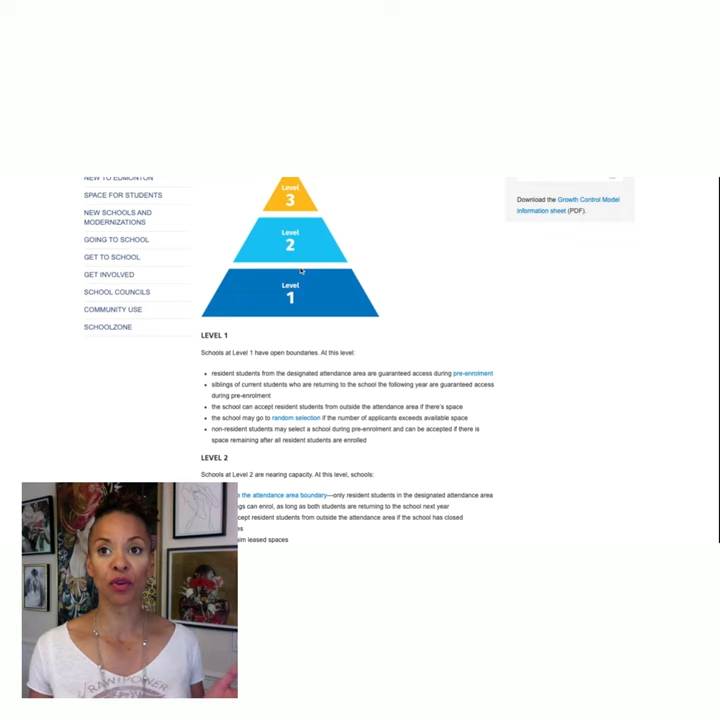 NEW TO EDMONTON
SPACE FOR STUDENTS
NEW SCHOOLS AND
MODERNIZATIONS
GOING TO SCHOOL
GET TO SCHOOL
GET INVOLVED
SCHOOL COUNCILS
COMMUNITY USE
SCHOOLZONE
Level
3
Level
2
Level
1
Download the Growth Control Model
information sheet (PDF).
LEVEL 1
Schools at Level 1 have open boundaries. At this level:
resident students from the designated attendance area are guaranteed access during pre-enrolment
siblings of current students who are returning to the school the following year are guaranteed access
during pre-enrolment
the school can accept resident students from outside the attendance area if there's space
the school may go to random selection if the number of applicants exceeds available space
non-resident students may select a school during pre-enrolment and can be accepted if there is
space remaining after all resident students are enrolled
LEVEL 2
Schools at Level 2 are nearing capacity. At this level, schools:
the attendance area boundary—only resident students in the designated attendance area
can enrol, as long as both students are returning to the school next year
resident students from outside the attendance area if the school has closed
leased spaces